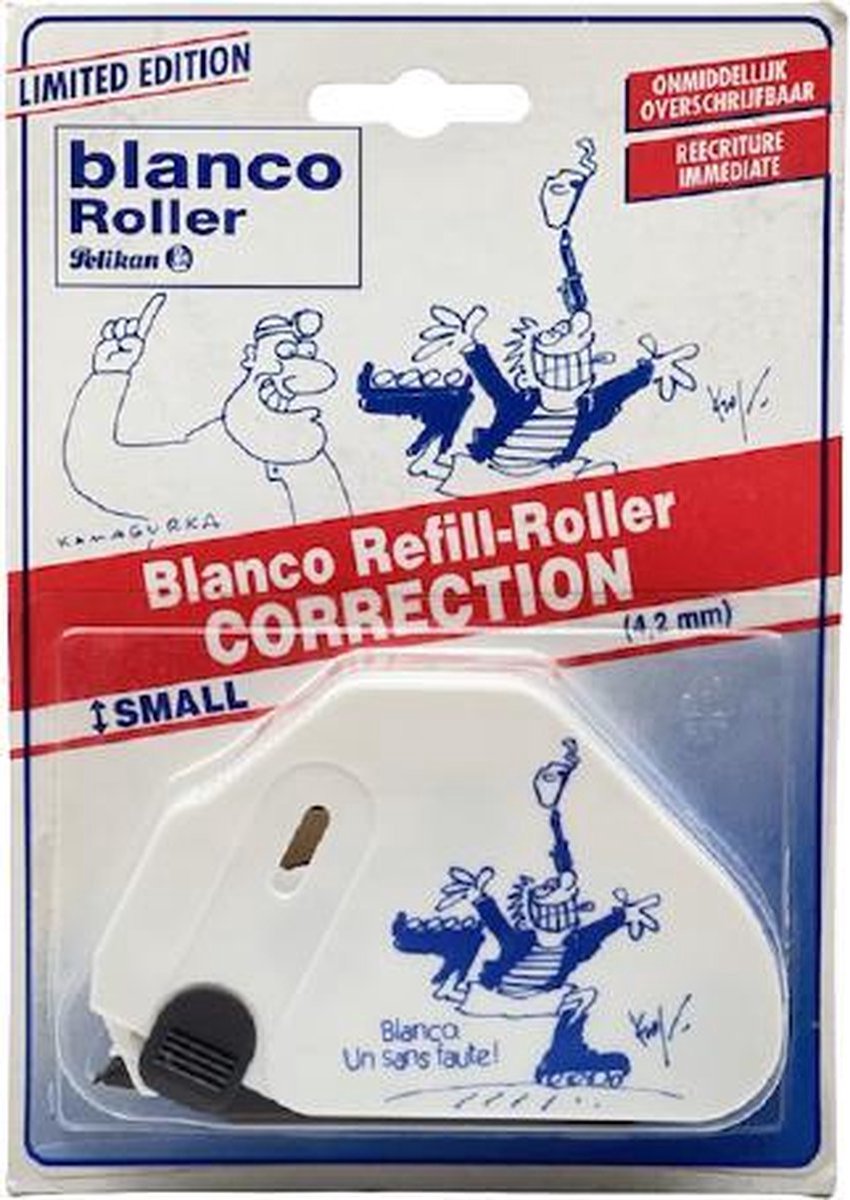 LIMITED EDITION
ONMIDDELLIJK
OVERSCHRIJFBAAR
REECRITURE
IMMEDIATE
blanco
Roller
Pelikan
KAMAGURKA
Blanco Refill-Roller
CORRECTION
(4,2 mm)
SMALL
Blanco
Un sans faute!